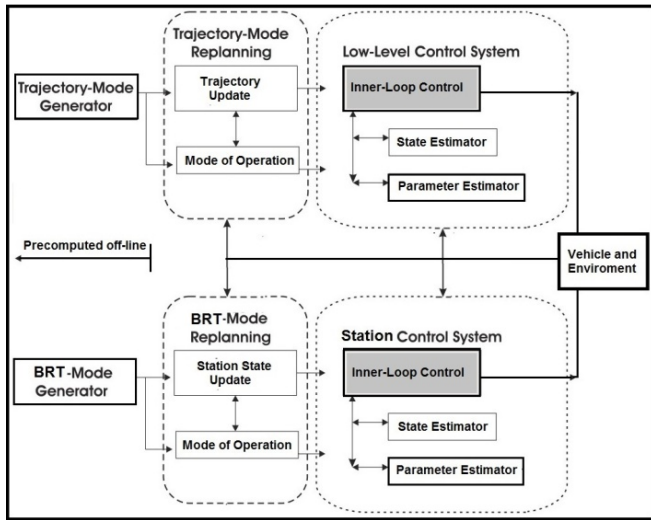 Trajectory-Mode
Replanning
Low-Level Control System
Trajectory-Mode
Generator
Trajectory
Update
Inner-Loop Control
State Estimator
Mode of Operation
Parameter Estimator
Precomputed off-line
Vehicle and
Enviroment
BRT-Mode
Replanning
Station Control System
BRT-Mode
Generator
Station State
Update
Inner-Loop Control
State Estimator
Mode of Operation
Parameter Estimator